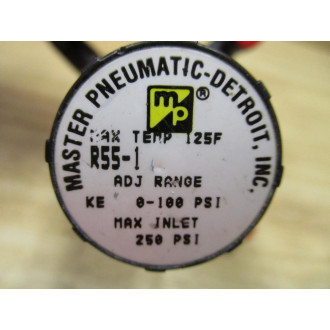 MASTER PNEUMATIC-DETROIT, INC.
mp ®
MAX TEMP 125F
R55-1
ADJ RANGE
KE 0-100 PSI
MAX INLET
250 PSI